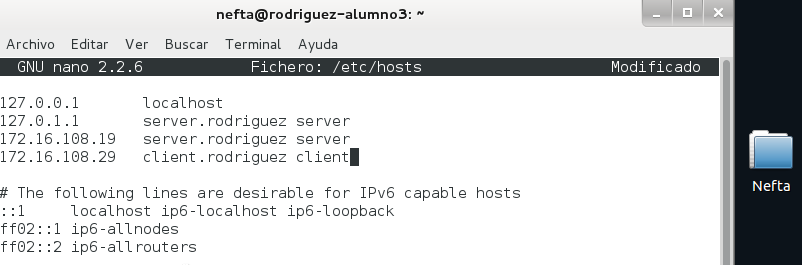 nefta@rodriguez-alumno3: ~
Archivo Editar Ver Buscar Terminal Ayuda
GNU nano 2.2.6 Fichero: /etc/hosts Modificado
127.0.0.1 localhost
127.0.1.1 server.rodriguez server
172.16.108.19 server.rodriguez server
172.16.108.29 client.rodriguez client
# The following lines are desirable for IPv6 capable hosts
::1 localhost ip6-localhost ip6-loopback
ff02::1 ip6-allnodes
ff02::2 ip6-allrouters
Nefta